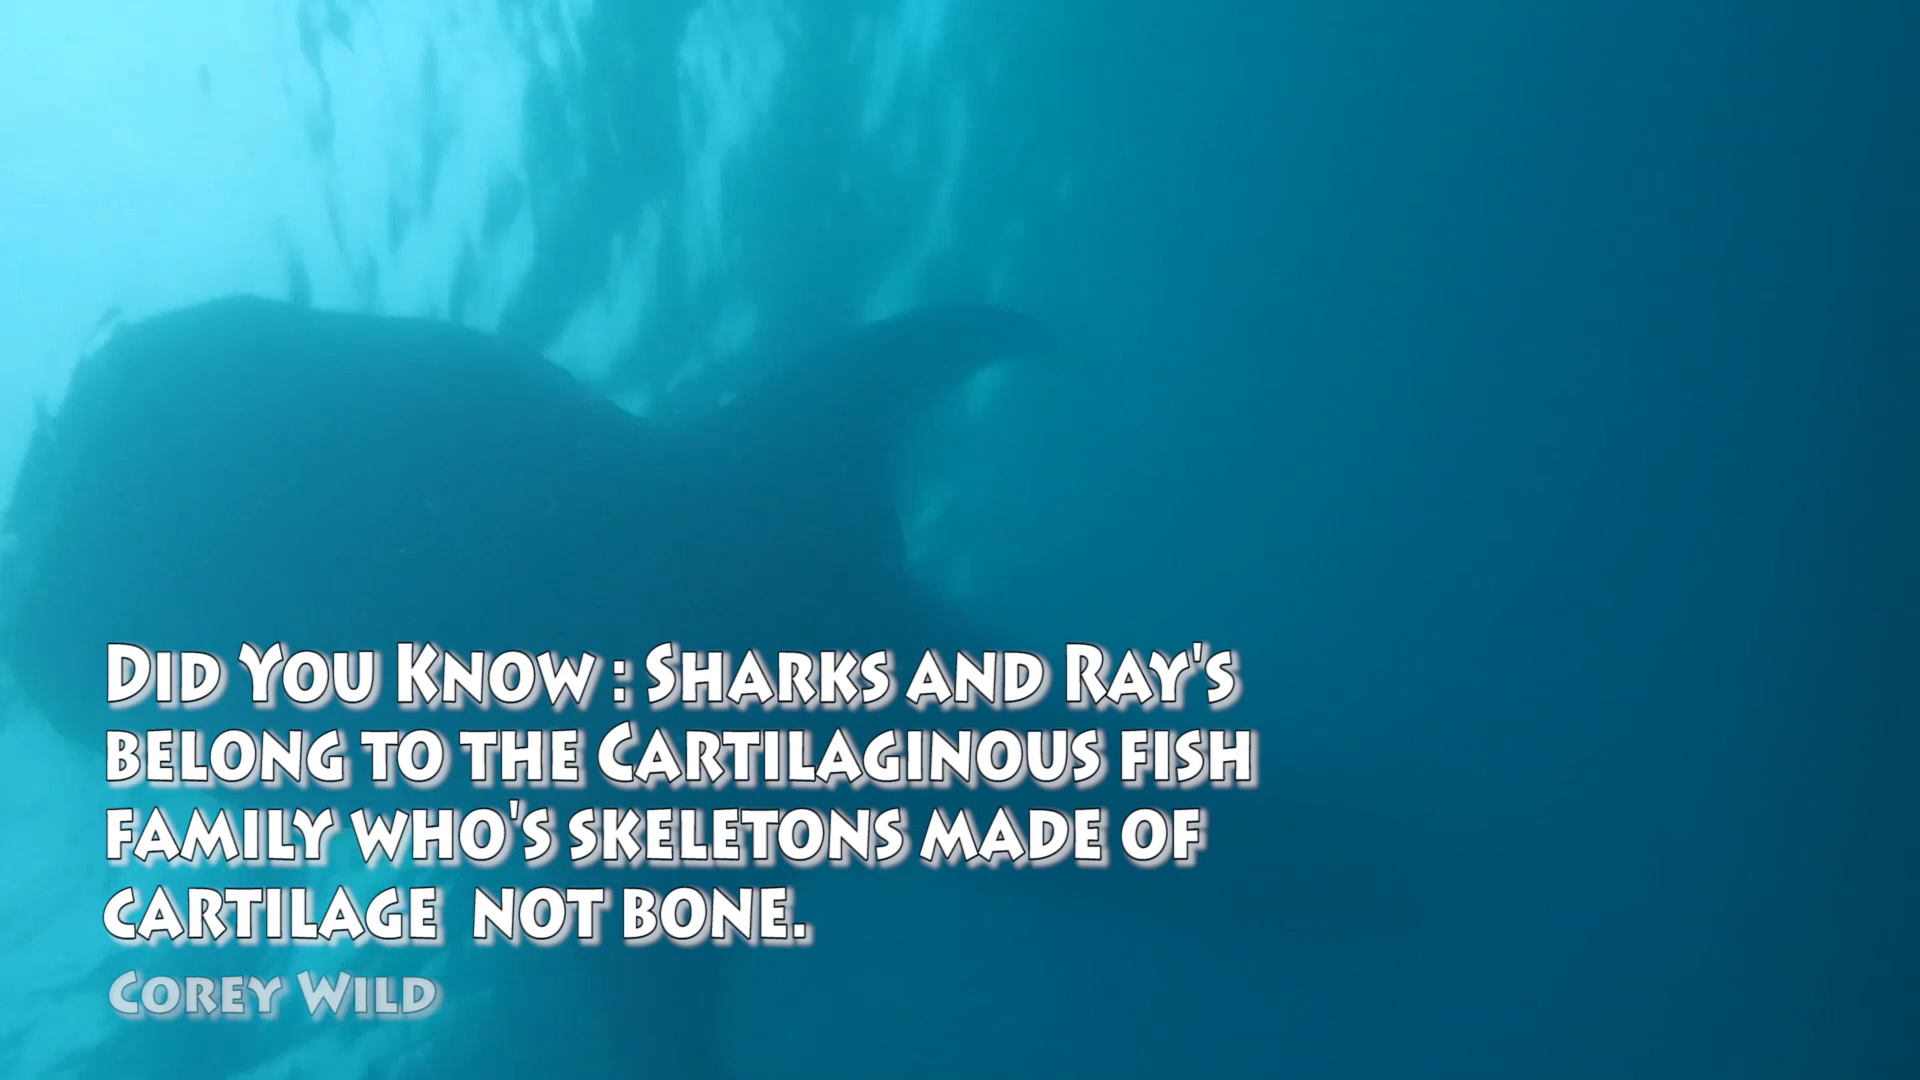 Did You Know : Sharks and Ray's
belong to the Cartilaginous fish
family who's skeletons made of
cartilage  not bone.
Corey Wild